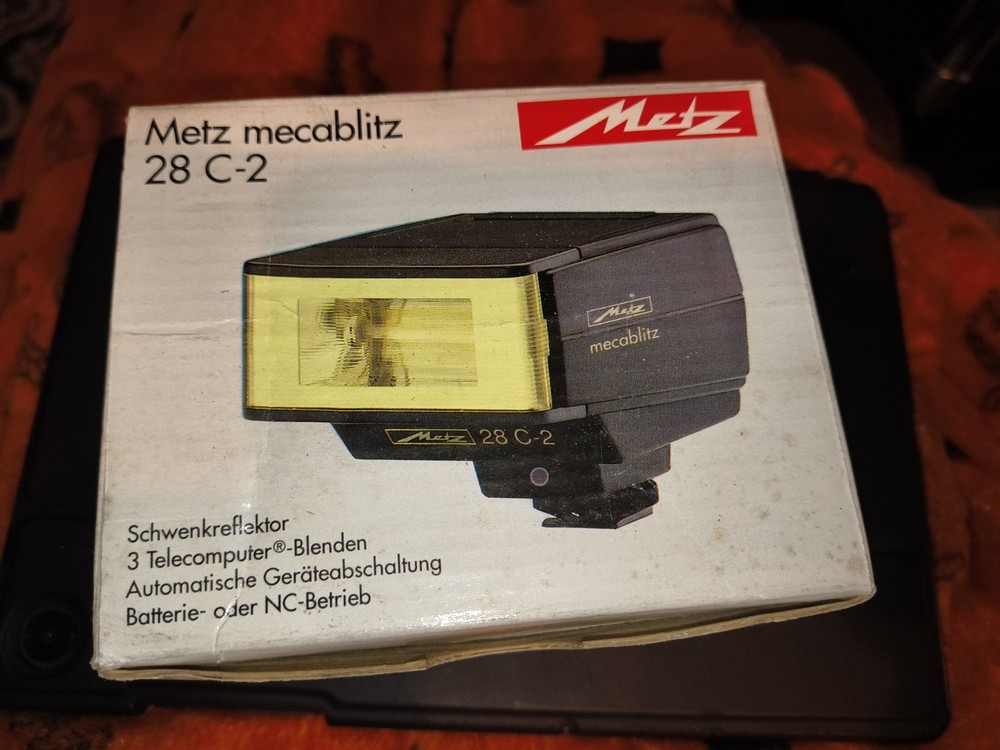 Metz mecablitz
28 C-2
Metz
Metz
mecablitz
Metz 28 C-2
Schwenkreflektor
3 Telecomputer®-Blenden
Automatische Geräteabschaltung
Batterie- oder NC-Betrieb